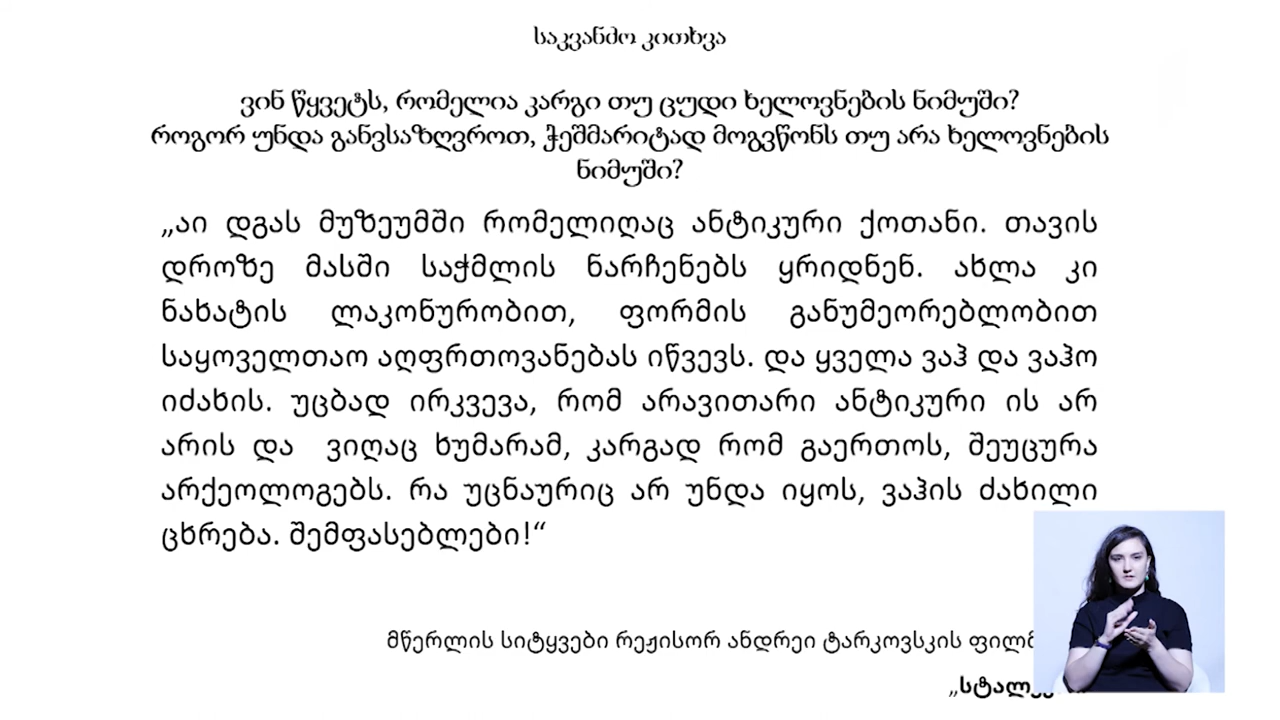 საკვანძო კითხვა
ვინ წყვეტს, რომელია კარგი თუ ცუდი ხელოვნების ნიმუში?
როგორ უნდა განვსაზღვროთ, ჭეშმარიტად მოგვწონს თუ არა ხელოვნების
ნიმუში?
„აი დგას მუზეუმში რომელიღაც ანტიკური ქოთანი. თავის
დროზე მასში საჭმლის ნარჩენებს ყრიდნენ. ახლა კი
ნახატის ლაკონურობით, ფორმის განუმეორებლობით
საყოველთაო აღფრთოვანებას იწვევს. და ყველა ვაჰ და ვაჰო
იძახის. უცბად ირკვევა, რომ არავითარი ანტიკური ის არ
არის და ვიღაც ხუმარამ, კარგად რომ გაერთოს, შეუცურა
არქეოლოგებს. რა უცნაურიც არ უნდა იყოს, ვაჰის ძახილი
ცხრება. შემფასებლები!“
მწერლის სიტყვები რეჟისორ ანდრეი ტარკოვსკის